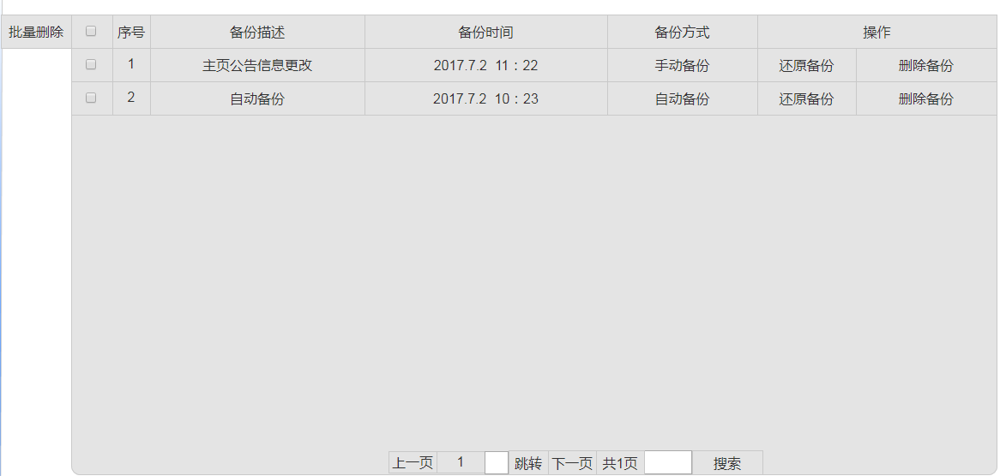 批量删除 序号 备份描述 备份时间 备份方式 操作
1 主页公告信息更改 2017.7.2 11：22 手动备份 还原备份 删除备份
2 自动备份 2017.7.2 10：23 自动备份 还原备份 删除备份
上一页 1 跳转 下一页 共1页 搜索